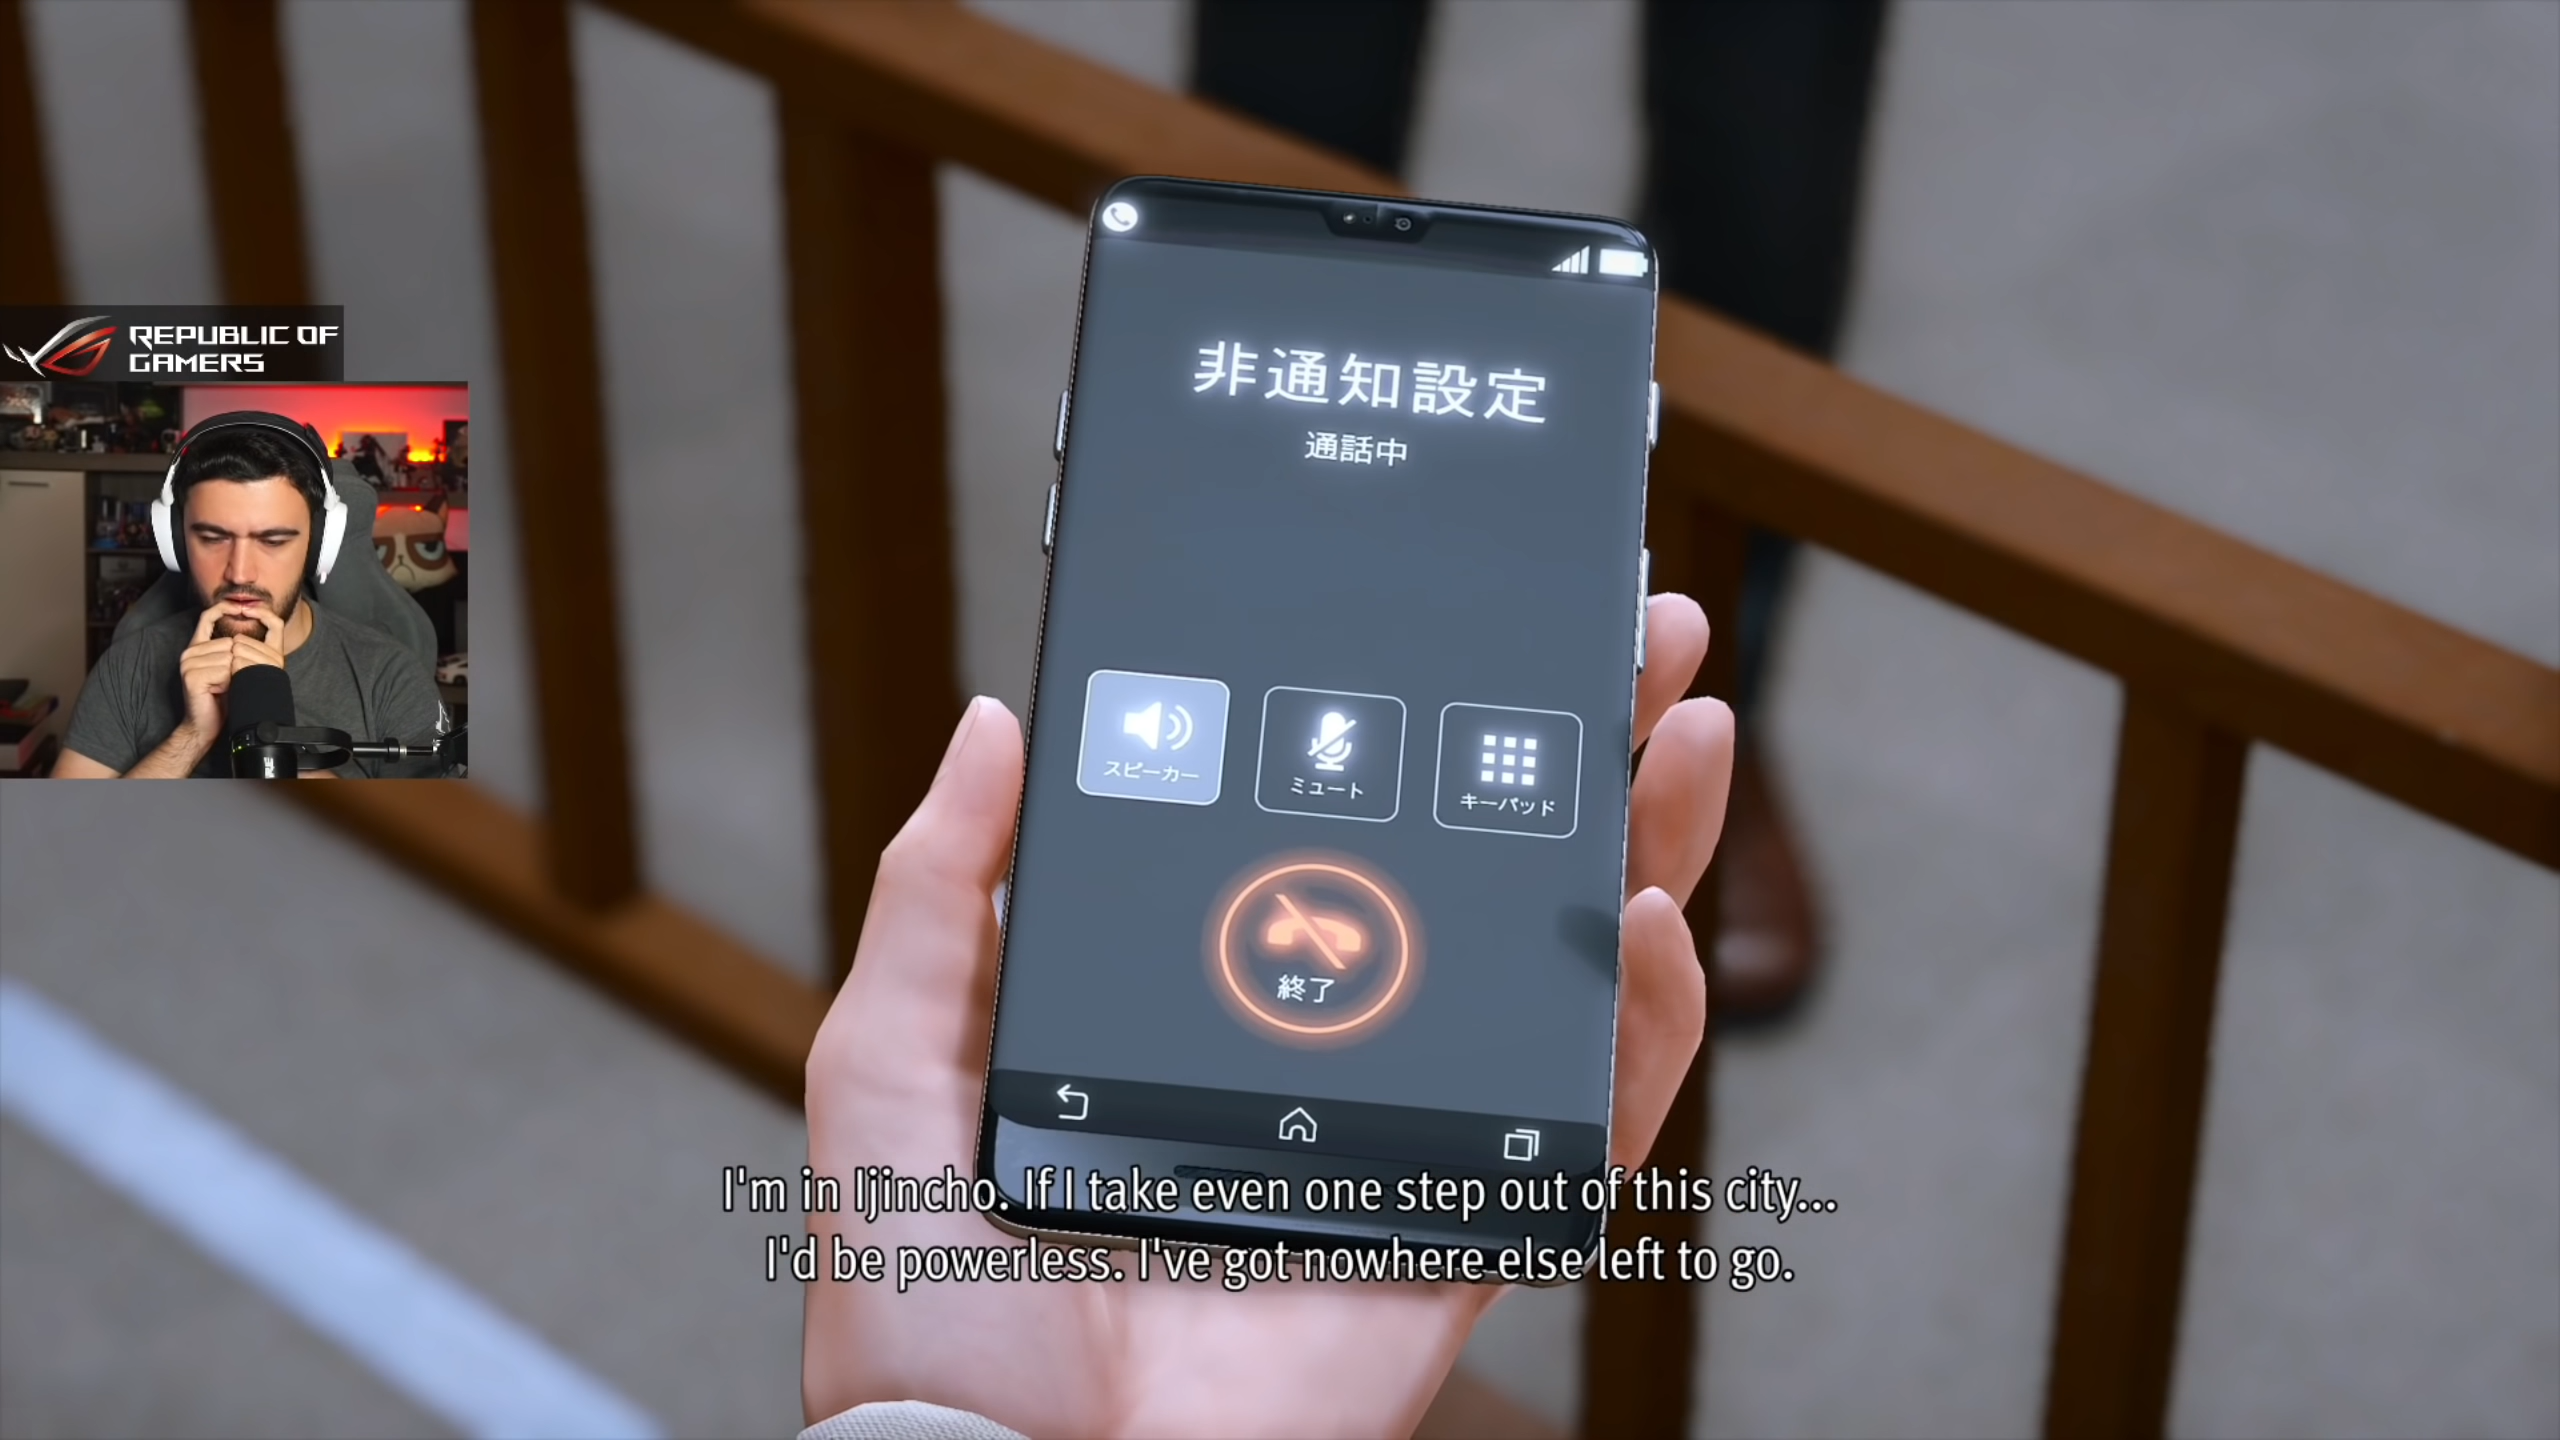 REPUBLIC OF
GAMERS
非通知設定
通話中
スピーカー
ミュート
キーパッド
終了
I'm in Ijincho. If I take even one step out of this city...
I'd be powerless. I've got nowhere else left to go.